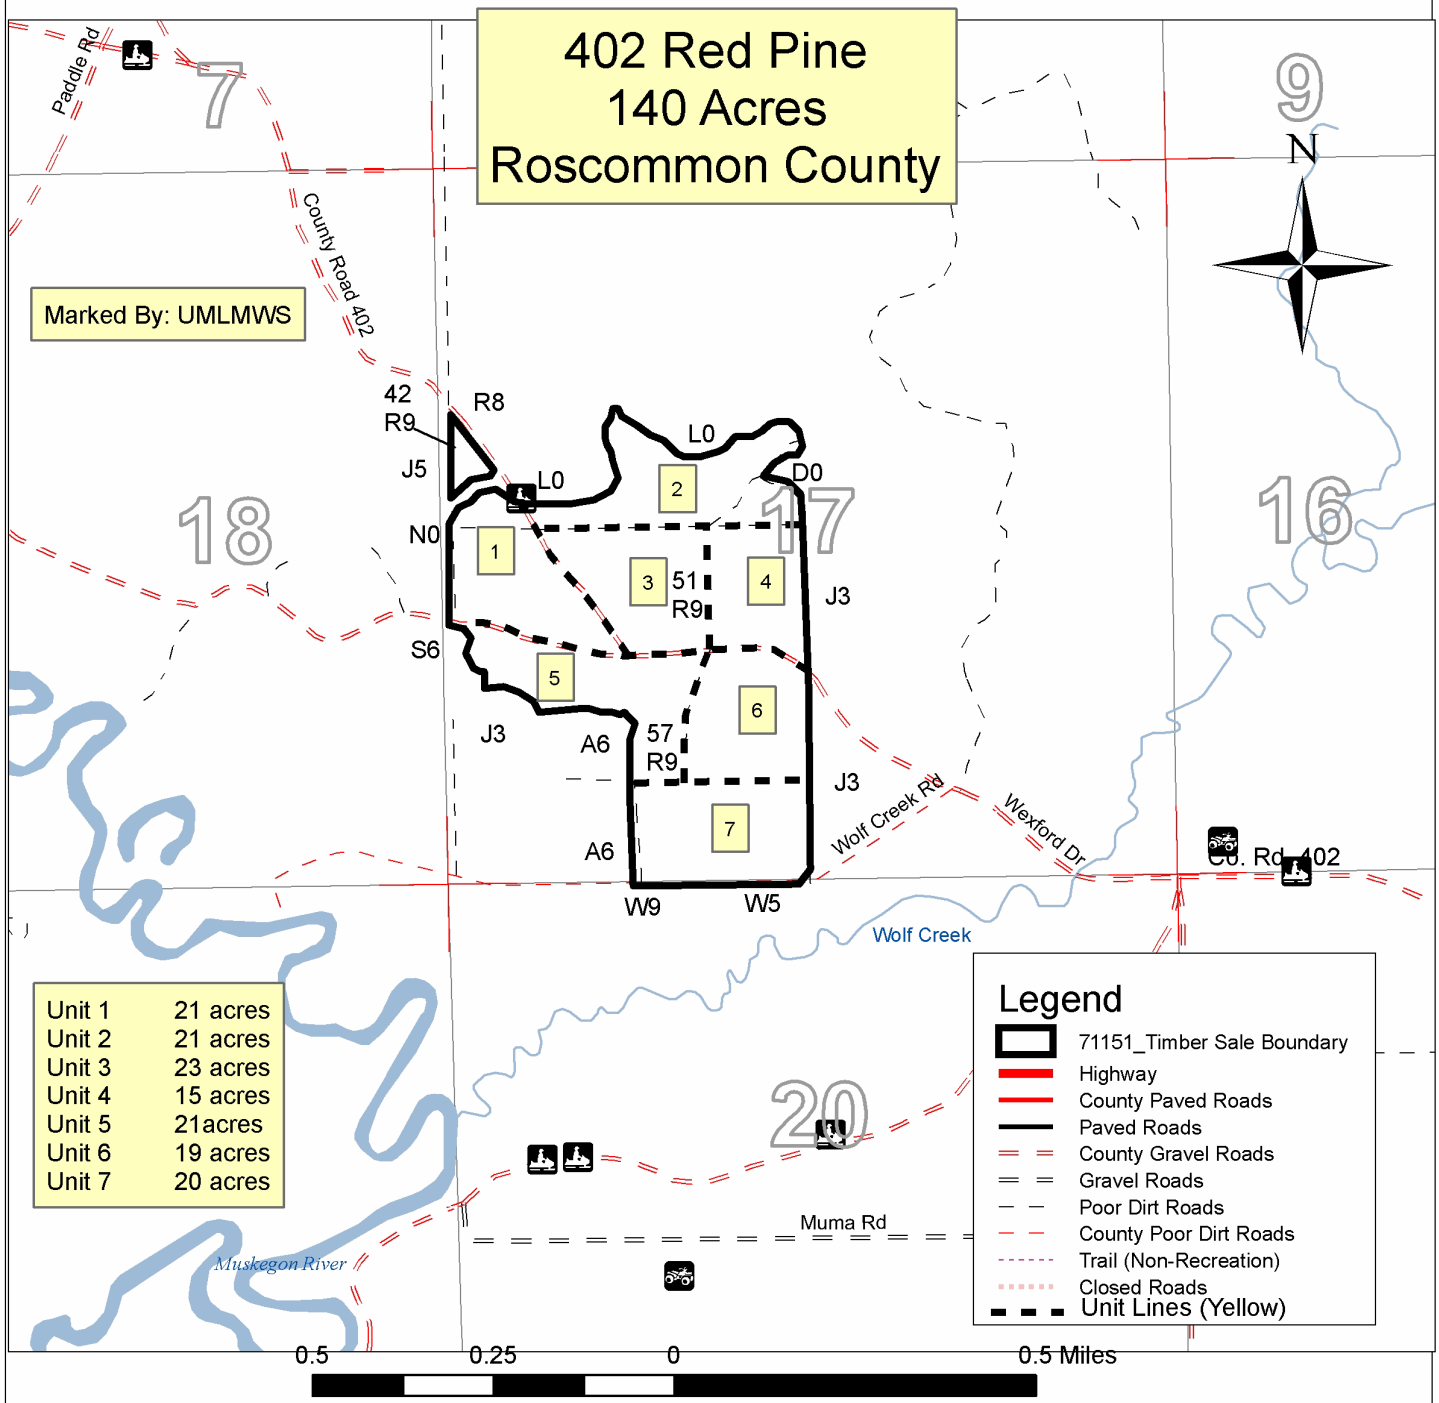 402 Red Pine
140 Acres
Roscommon County
7
9
N
Paddle Rd
County Road 402
Marked By: UMLMWS
42
R9
R8
J5
L0
L0
D0
2
17
18
16
N0
1
3
51
R9
4
J3
S6
5
6
J3
A6
57
R9
J3
7
A6
Wolf Creek Rd
Wexford Dr
Co. Rd. 402
W9
W5
Wolf Creek
Unit 1 21 acres
Unit 2 21 acres
Unit 3 23 acres
Unit 4 15 acres
Unit 5 21acres
Unit 6 19 acres
Unit 7 20 acres
20
Muma Rd
Muskegon River
Legend
71151_Timber Sale Boundary
Highway
County Paved Roads
Paved Roads
County Gravel Roads
Gravel Roads
Poor Dirt Roads
County Poor Dirt Roads
Trail (Non-Recreation)
Closed Roads
Unit Lines (Yellow)
0.5 0.25 0 0.5 Miles